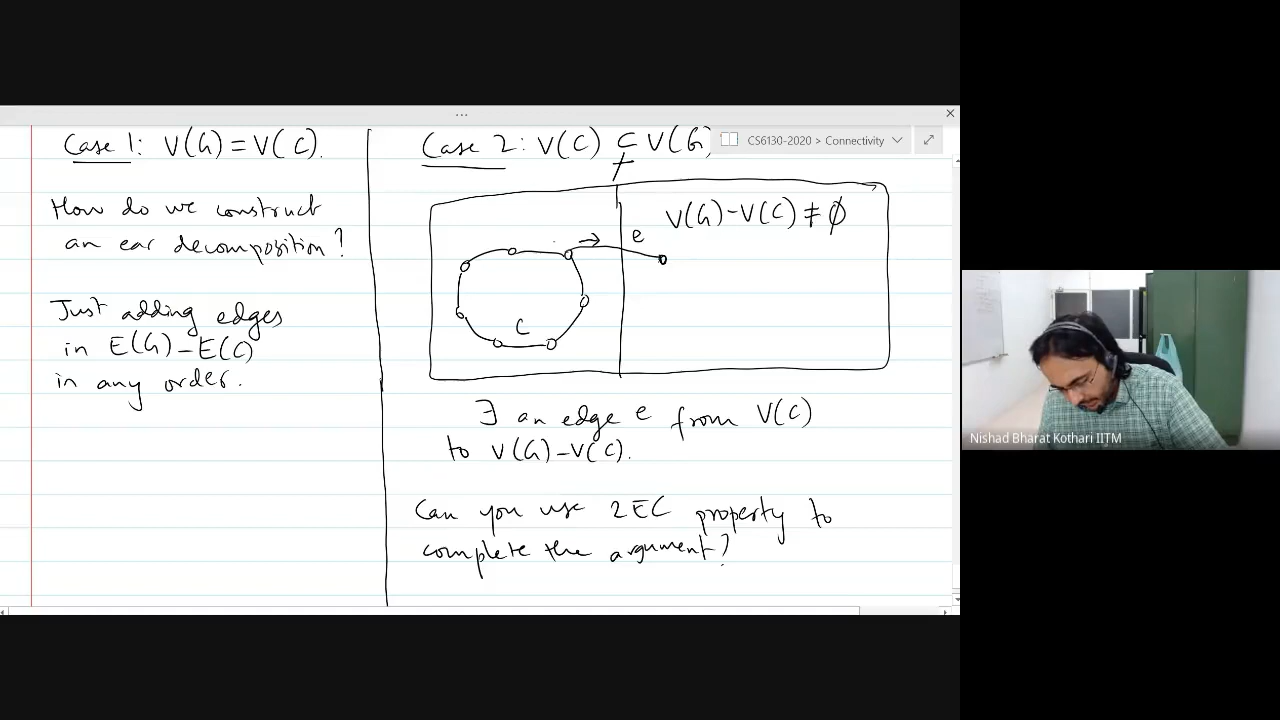 ...
CS6130-2020 > Connectivity
Case 1: V(G) = V(C).
How do we construct
an ear decomposition?
Just adding edges
in E(G) – E(C)
in any order.
Case 2: V(C) ⊊ V(G)
V(G) – V(C) ≠ ∅
e
C
∃ an edge e from V(C)
to V(G) – V(C).
Can you use 2EC property to
complete the argument?
Nishad Bharat Kothari IITM